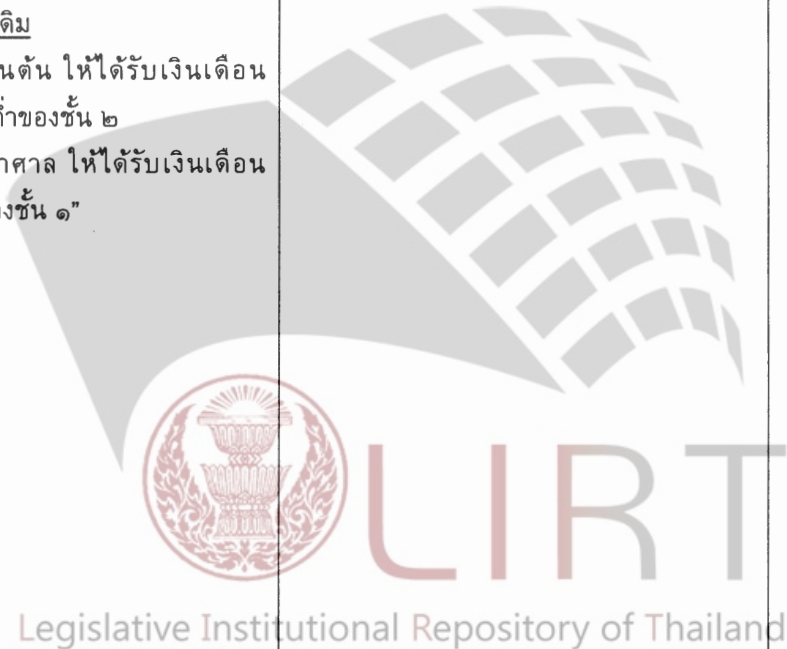 ดิม
นต้น ให้ได้รับเงินเดือน
ต่ำของชั้น ๒
าศาล ให้ได้รับเงินเดือน
งชั้น ๑”
LIRT
Legislative Institutional Repository of Thailand